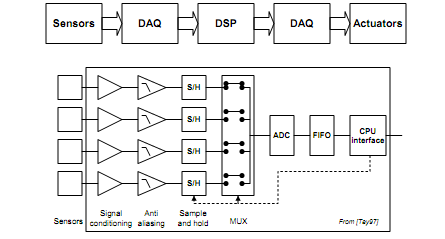 Sensors DAQ DSP DAQ Actuators
S/H
S/H
ADC FIFO CPU interface
S/H
S/H
Sensors Signal conditioning Anti aliasing Sample and hold MUX From [Tay97]